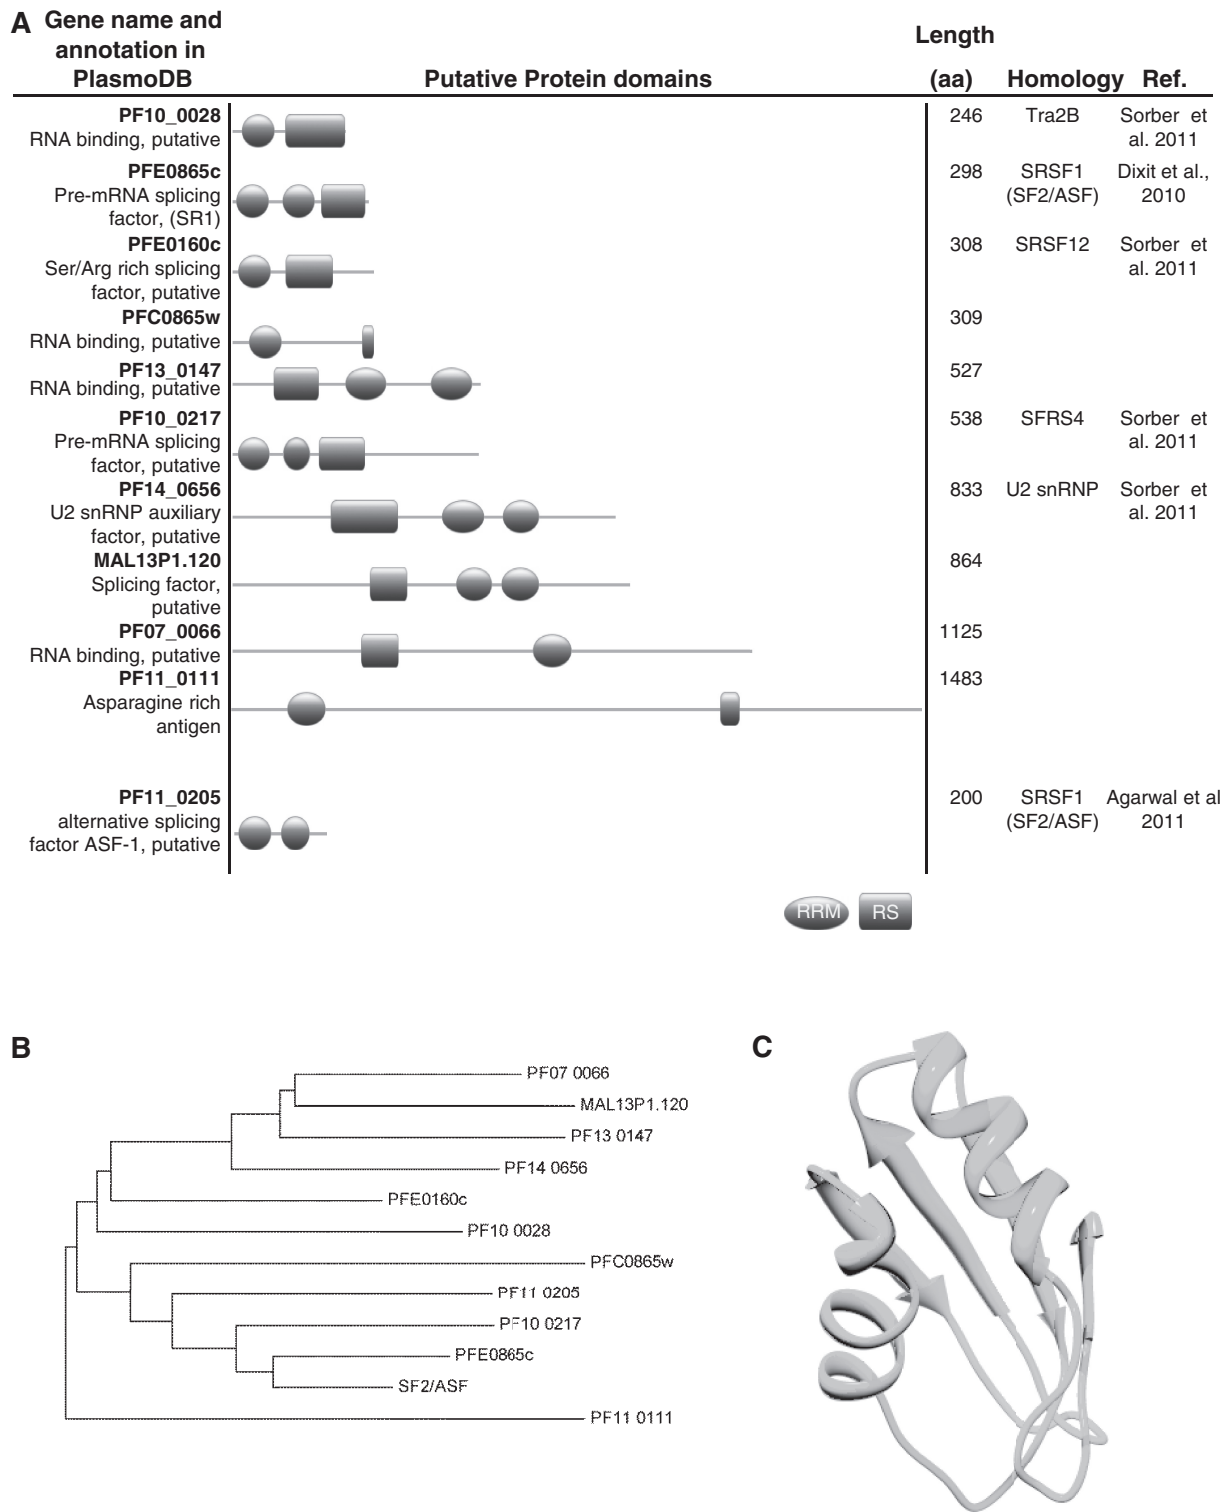 A Gene name and
annotation in
PlasmoDB
Putative Protein domains
Length
(aa)
Homology
Ref.
PF10_0028
RNA binding, putative
246
Tra2B
Sorber et
al. 2011
PFE0865c
Pre-mRNA splicing
factor, (SR1)
298
SRSF1
(SF2/ASF)
Dixit et al.,
2010
PFE0160c
Ser/Arg rich splicing
factor, putative
308
SRSF12
Sorber et
al. 2011
PFC0865w
RNA binding, putative
309
PF13_0147
RNA binding, putative
527
PF10_0217
Pre-mRNA splicing
factor, putative
538
SFRS4
Sorber et
al. 2011
PF14_0656
U2 snRNP auxiliary
factor, putative
833
U2 snRNP
Sorber et
al. 2011
MAL13P1.120
Splicing factor,
putative
864
PF07_0066
RNA binding, putative
1125
PF11_0111
Asparagine rich
antigen
1483
PF11_0205
alternative splicing
factor ASF-1, putative
200
SRSF1
(SF2/ASF)
Agarwal et al
2011
RRM
RS
B
PF07 0066
MAL13P1.120
PF13 0147
PF14 0656
PFE0160c
PF10 0028
PFC0865w
PF11 0205
PF10 0217
PFE0865c
SF2/ASF
PF11 0111
C